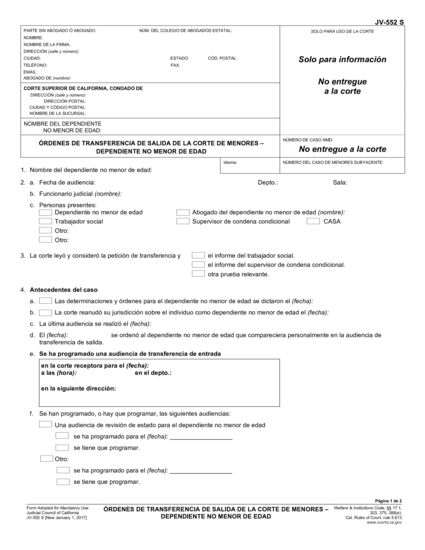 JV-552 S
PARTE SIN ABOGADO O ABOGADO: NÚM. DEL COLEGIO DE ABOGADOS ESTATAL: SOLO PARA USO DE LA CORTE
NOMBRE:
NOMBRE DE LA FIRMA:
DIRECCIÓN (calle y número):
CIUDAD: ESTADO: CÓD. POSTAL:
TELÉFONO: FAX:
EMAIL:
ABOGADO DE (nombre):
Solo para información
No entregue
a la corte
CORTE SUPERIOR DE CALIFORNIA, CONDADO DE
DIRECCIÓN (calle y número):
DIRECCIÓN POSTAL:
CIUDAD Y CÓDIGO POSTAL:
NOMBRE DE LA SUCURSAL:
NOMBRE DEL DEPENDIENTE
NO MENOR DE EDAD:
ÓRDENES DE TRANSFERENCIA DE SALIDA DE LA CORTE DE MENORES –
DEPENDIENTE NO MENOR DE EDAD
NÚMERO DE CASO NMD:
No entregue a la corte
1. Nombre del dependiente no menor de edad:
Idioma:
NÚMERO DEL CASO DE MENORES SUBYACENTE:
2. a. Fecha de audiencia: Depto.: Sala:
b. Funcionario judicial (nombre):
c. Personas presentes:
Dependiente no menor de edad Abogado del dependiente no menor de edad (nombre):
Trabajador social Supervisor de condena condicional CASA
Otro:
Otro:
3. La corte leyó y consideró la petición de transferencia y el informe del trabajador social.
el informe del supervisor de condena condicional.
otra prueba relevante.
4. Antecedentes del caso
a. Las determinaciones y órdenes para el dependiente no menor de edad se dictaron el (fecha):
b. La corte reanudó su jurisdicción sobre el individuo como dependiente no menor de edad el (fecha):
c. La última audiencia se realizó el (fecha):
d. El (fecha): se ordenó al dependiente no menor de edad que compareciera personalmente en la audiencia de
transferencia de salida.
e. Se ha programado una audiencia de transferencia de entrada
en la corte receptora para el (fecha):
a las (hora): en el depto.:
en la siguiente dirección:
f. Se han programado, o hay que programar, las siguientes audiencias:
Una audiencia de revisión de estado para el dependiente no menor de edad
se ha programado para el (fecha): ____________________
se tiene que programar.
Otro:
se ha programado para el (fecha): ____________________
se tiene que programar.
Página 1 de 2
Form Adopted for Mandatory Use
Judicial Council of California
JV-552 S [New January 1, 2017]
ÓRDENES DE TRANSFERENCIA DE SALIDA DE LA CORTE DE MENORES –
DEPENDIENTE NO MENOR DE EDAD
Welfare & Institutions Code, §§ 17.1,
303, 375, 388(e);
Cal. Rules of Court, rule 5.613
www.courts.ca.gov